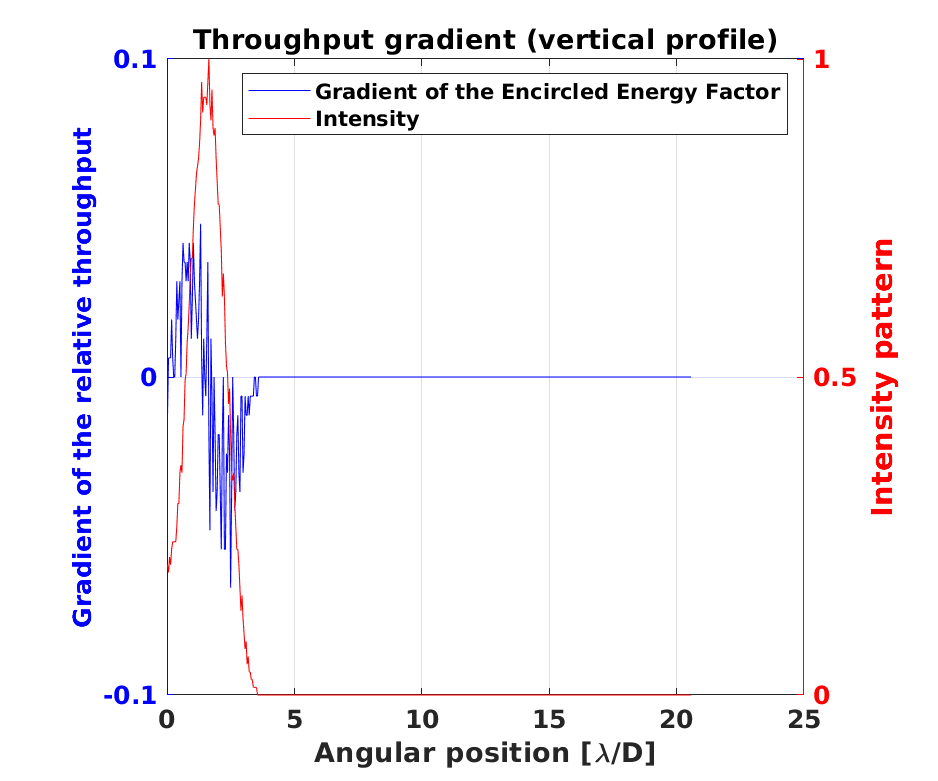 Throughput gradient (vertical profile)
Gradient of the Encircled Energy Factor
Intensity
Gradient of the relative throughput
0.1
0
-0.1
Intensity pattern
1
0.5
0
0 5 10 15 20 25
Angular position [λ/D]